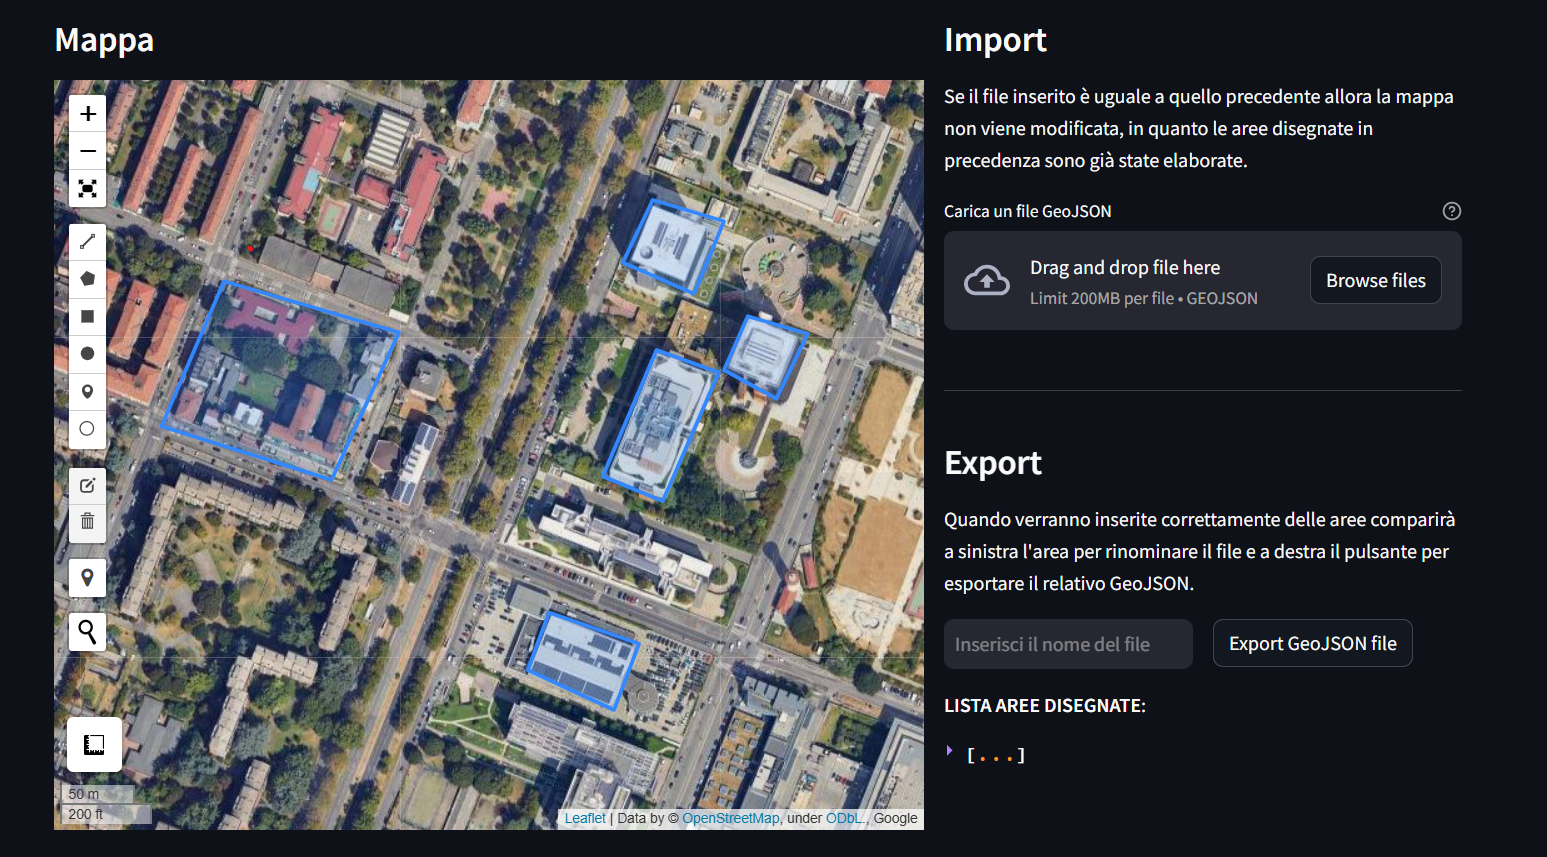 Mappa
+
−
50 m
200 ft
Leaflet | Data by © OpenStreetMap, under ODbL., Google
Import
Se il file inserito è uguale a quello precedente allora la mappa
non viene modificata, in quanto le aree disegnate in
precedenza sono già state elaborate.
Carica un file GeoJSON
Drag and drop file here
Limit 200MB per file • GEOJSON
Browse files
Export
Quando verranno inserite correttamente delle aree comparirà
a sinistra l'area per rinominare il file e a destra il pulsante per
esportare il relativo GeoJSON.
Inserisci il nome del file
Export GeoJSON file
LISTA AREE DISEGNATE:
[...]